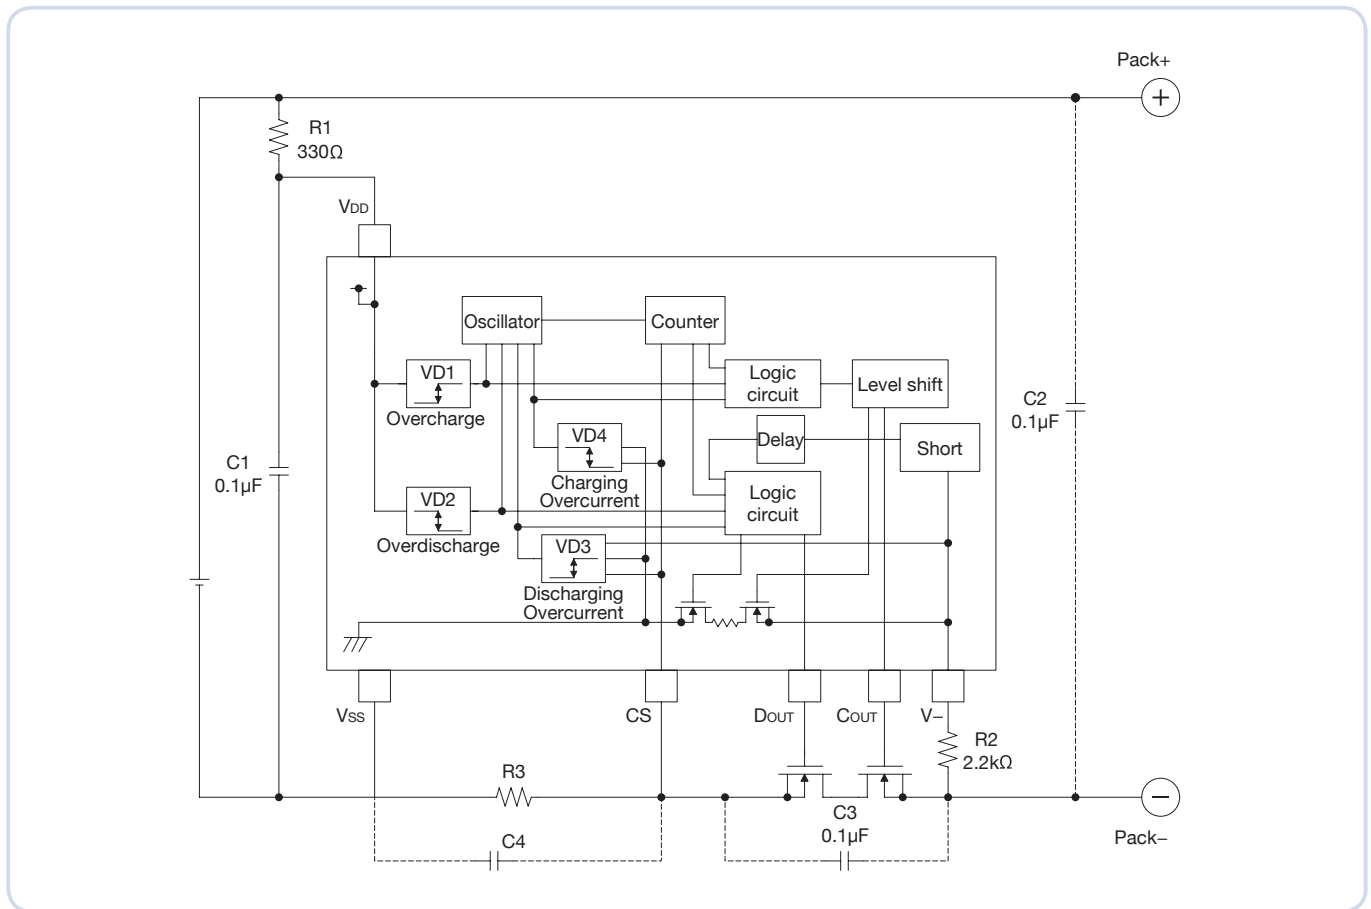 Pack+
+
R1
330Ω
VDD
Oscillator
Counter
VD1
Overcharge
Logic
circuit
Level shift
C2
0.1μF
VD4
Charging
Overcurrent
Delay
Short
C1
0.1μF
VD2
Overdischarge
Logic
circuit
VD3
Discharging
Overcurrent
VSS
CS
DOUT
COUT
V−
R2
2.2kΩ
R3
−
C3
0.1μF
C4
Pack−